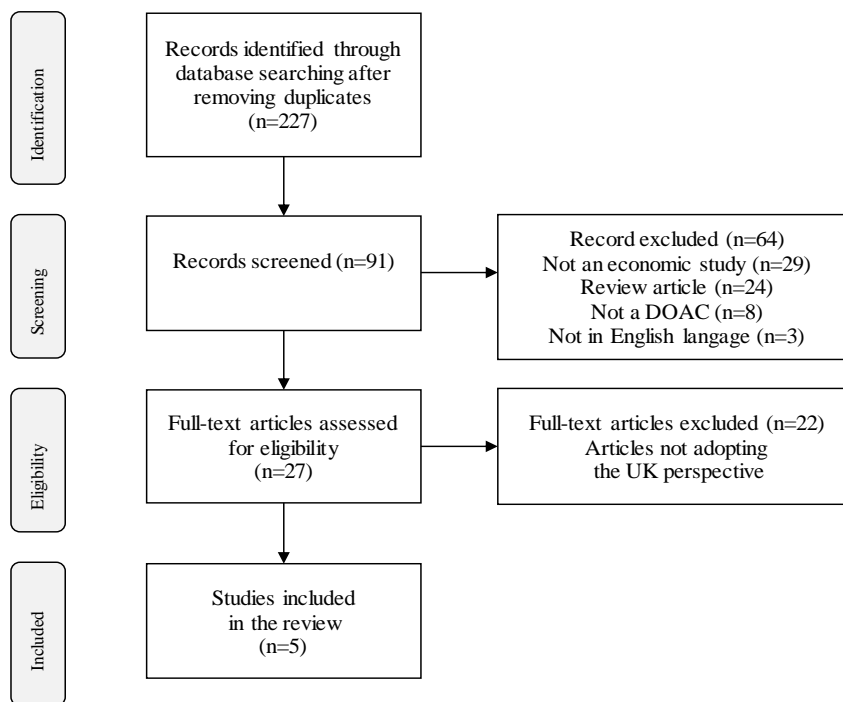 Identification
Records identified through
database searching after
removing duplicates
(n=227)
Screening
Records screened (n=91)
Record excluded (n=64)
Not an economic study (n=29)
Review article (n=24)
Not a DOAC (n=8)
Not in English langage (n=3)
Eligibility
Full-text articles assessed
for eligibility
(n=27)
Full-text articles excluded (n=22)
Articles not adopting
the UK perspective
Included
Studies included
in the review
(n=5)